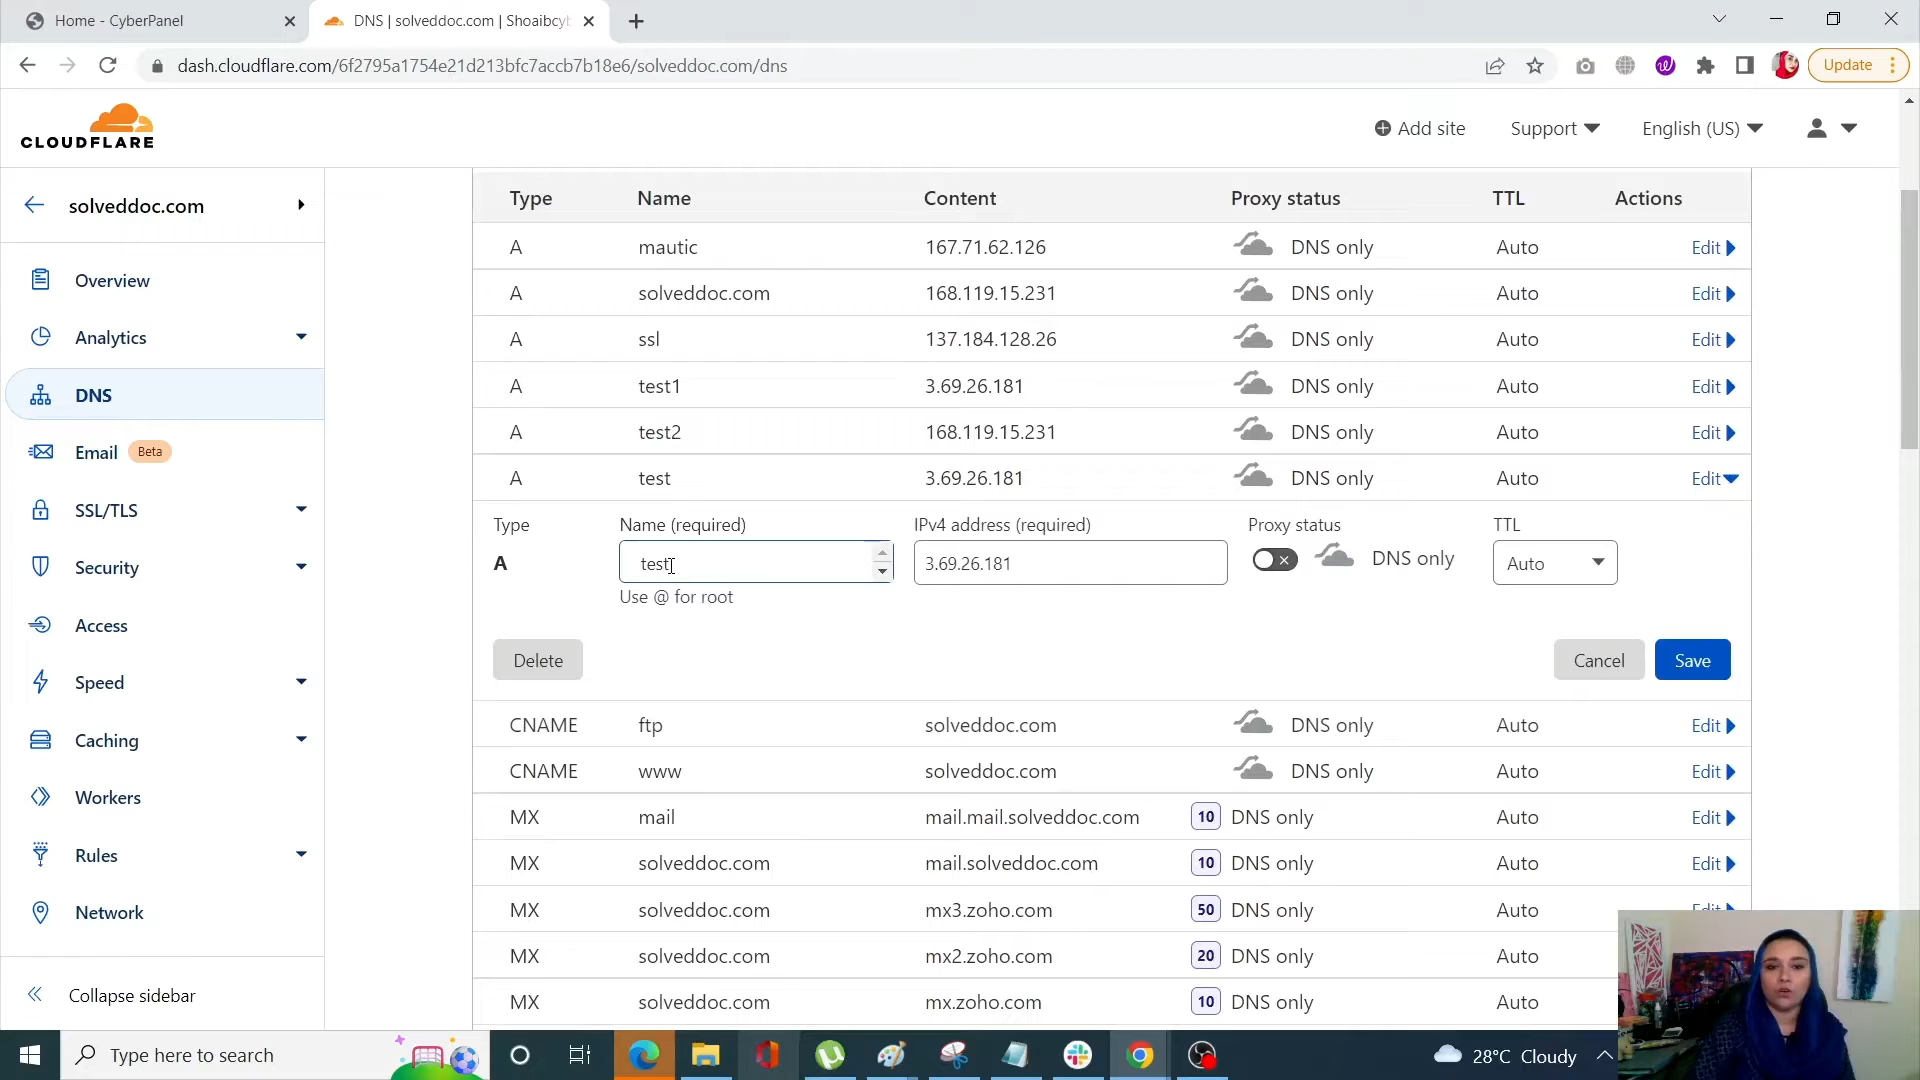 Home - CyberPanel
DNS | solveddoc.com | Shoaibcyb
dash.cloudflare.com/6f2795a1754e21d213bfc7accb7b18e6/solveddoc.com/dns
Update
CLOUDFLARE
Add site
Support
English (US)
solveddoc.com
Overview
Analytics
DNS
Email Beta
SSL/TLS
Security
Access
Speed
Caching
Workers
Rules
Network
Collapse sidebar
Type Name Content Proxy status TTL Actions
A mautic 167.71.62.126 DNS only Auto Edit
A solveddoc.com 168.119.15.231 DNS only Auto Edit
A ssl 137.184.128.26 DNS only Auto Edit
A test1 3.69.26.181 DNS only Auto Edit
A test2 168.119.15.231 DNS only Auto Edit
A test 3.69.26.181 DNS only Auto Edit
Type Name (required) IPv4 address (required) Proxy status TTL
A test 3.69.26.181 DNS only Auto
Use @ for root
Delete Cancel Save
CNAME ftp solveddoc.com DNS only Auto Edit
CNAME www solveddoc.com DNS only Auto Edit
MX mail mail.mail.solveddoc.com 10 DNS only Auto Edit
MX solveddoc.com mail.solveddoc.com 10 DNS only Auto Edit
MX solveddoc.com mx3.zoho.com 50 DNS only Auto Edit
MX solveddoc.com mx2.zoho.com 20 DNS only Auto
MX solveddoc.com mx.zoho.com 10 DNS only Auto
Type here to search
28°C Cloudy